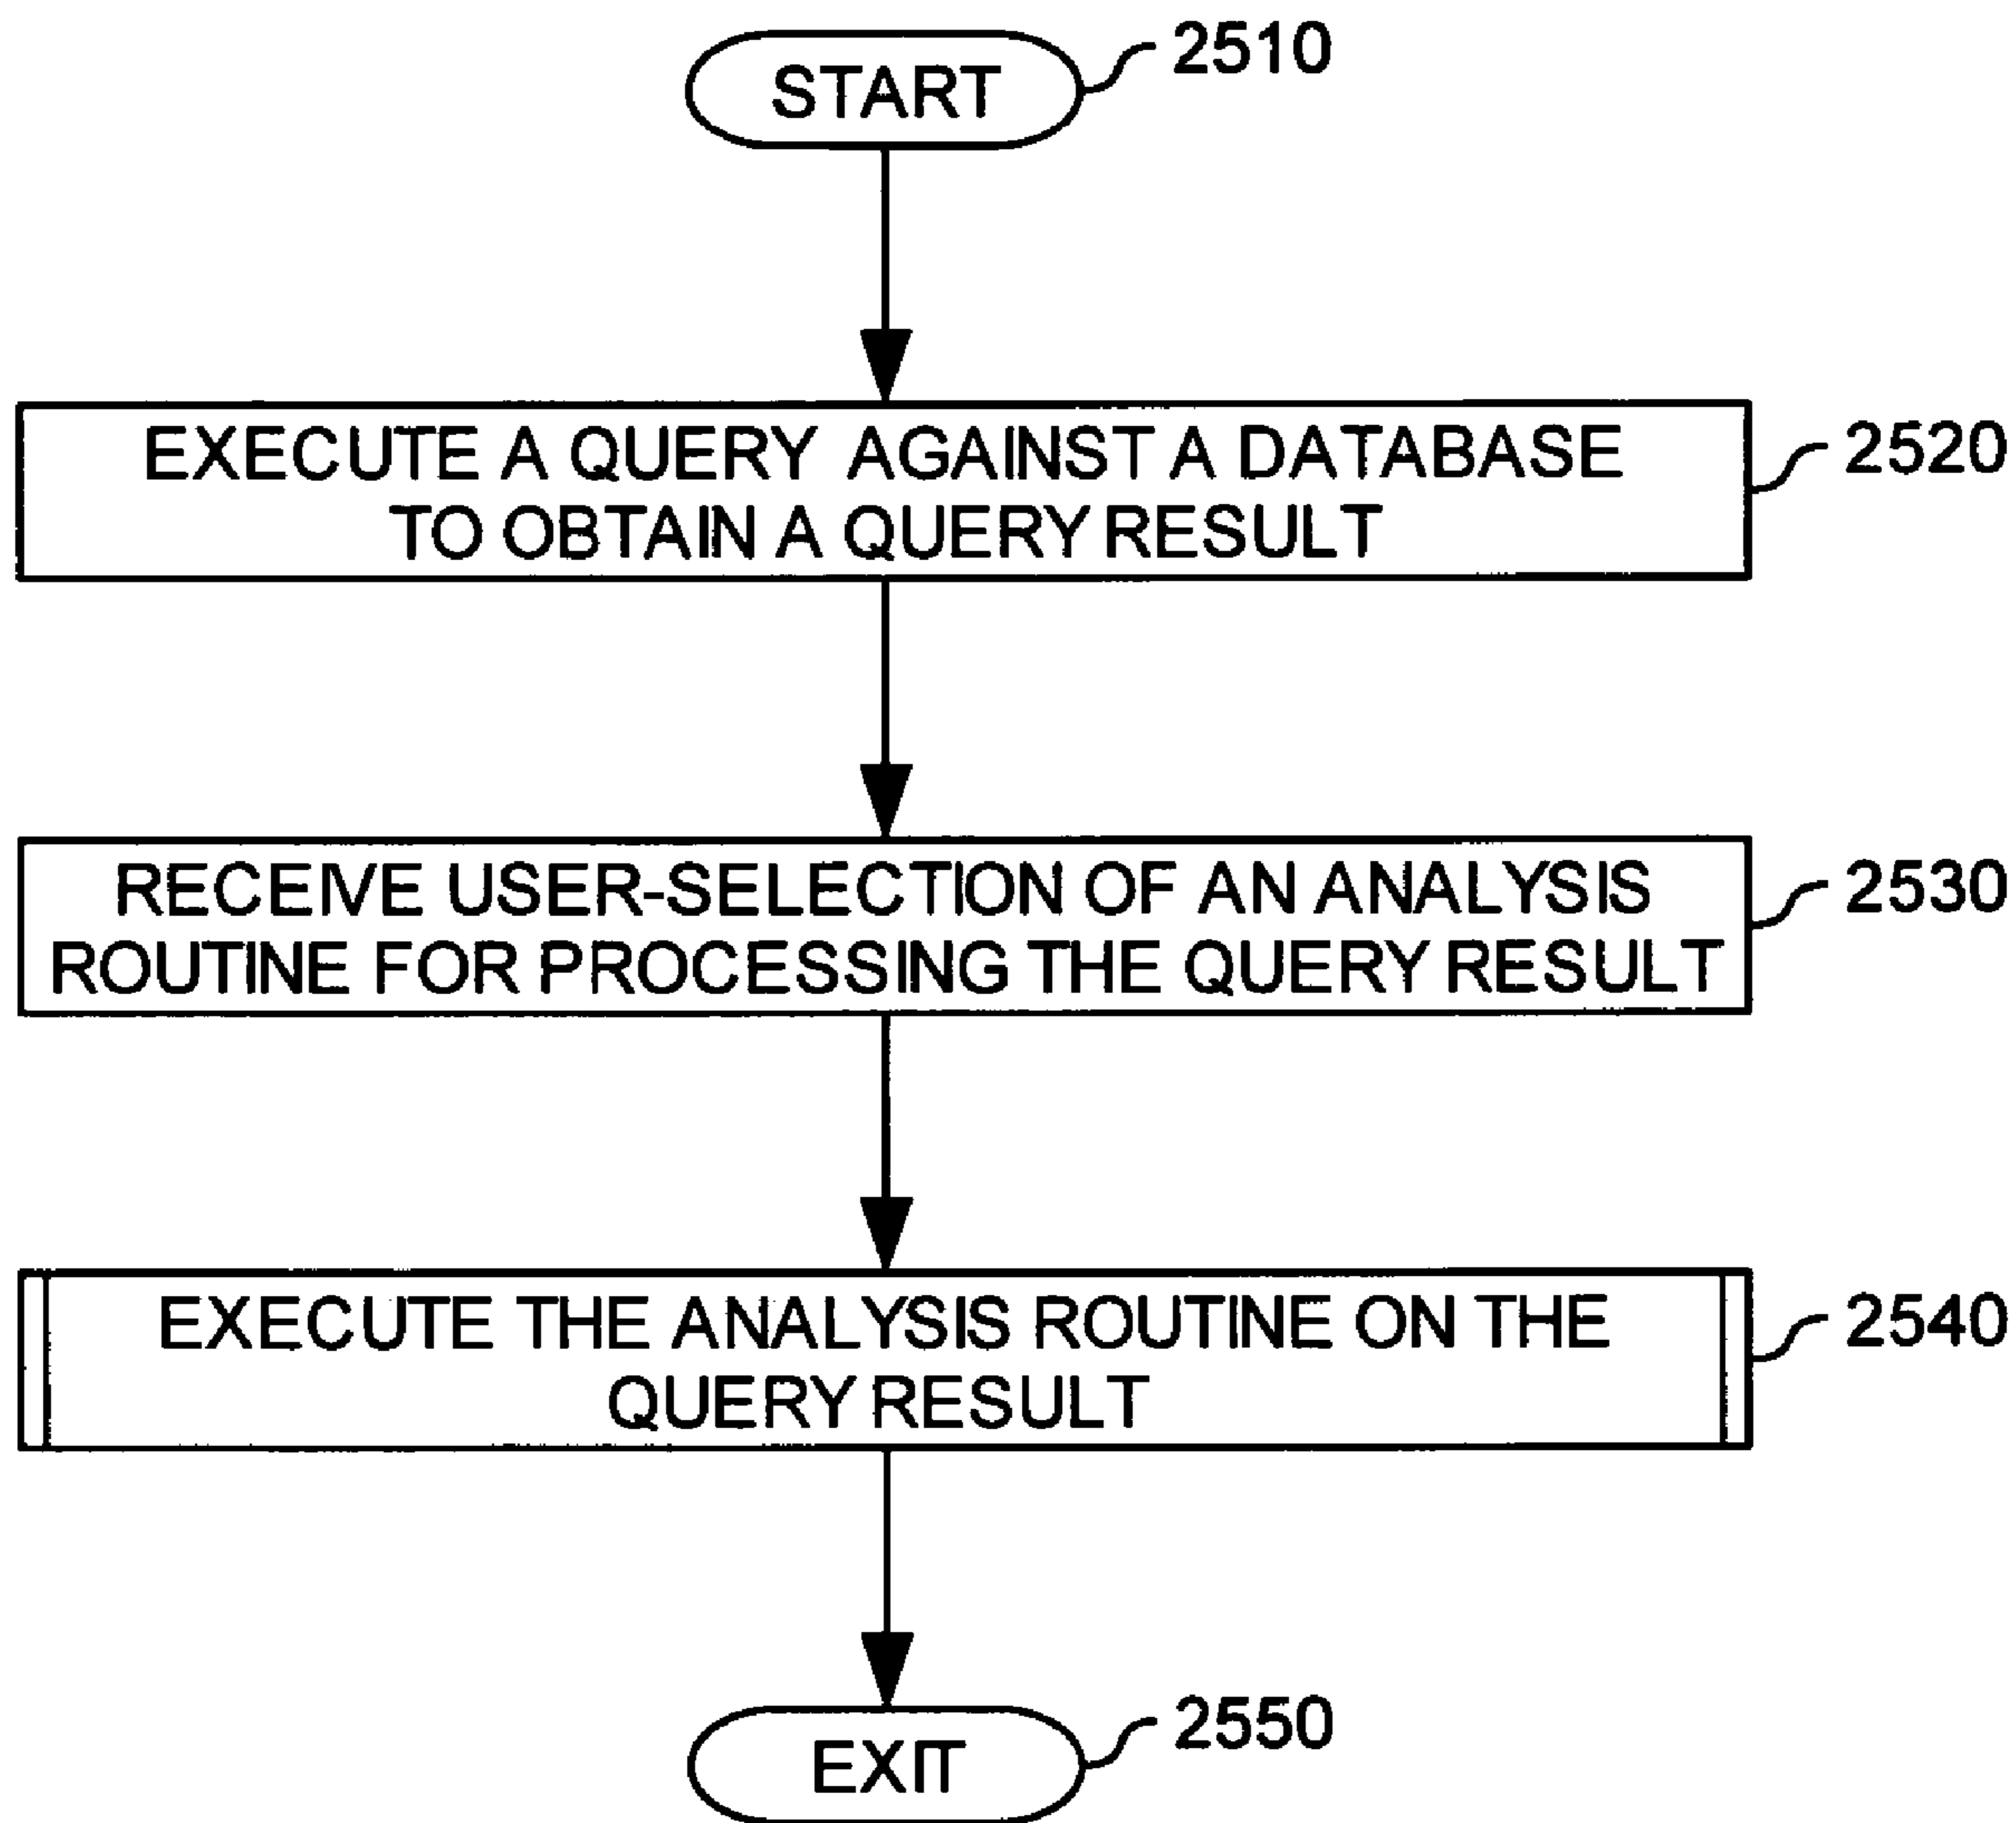 START
2510
EXECUTE A QUERY AGAINST A DATABASE
TO OBTAIN A QUERY RESULT
2520
RECEIVE USER-SELECTION OF AN ANALYSIS
ROUTINE FOR PROCESSING THE QUERY RESULT
2530
EXECUTE THE ANALYSIS ROUTINE ON THE
QUERY RESULT
2540
EXIT
2550